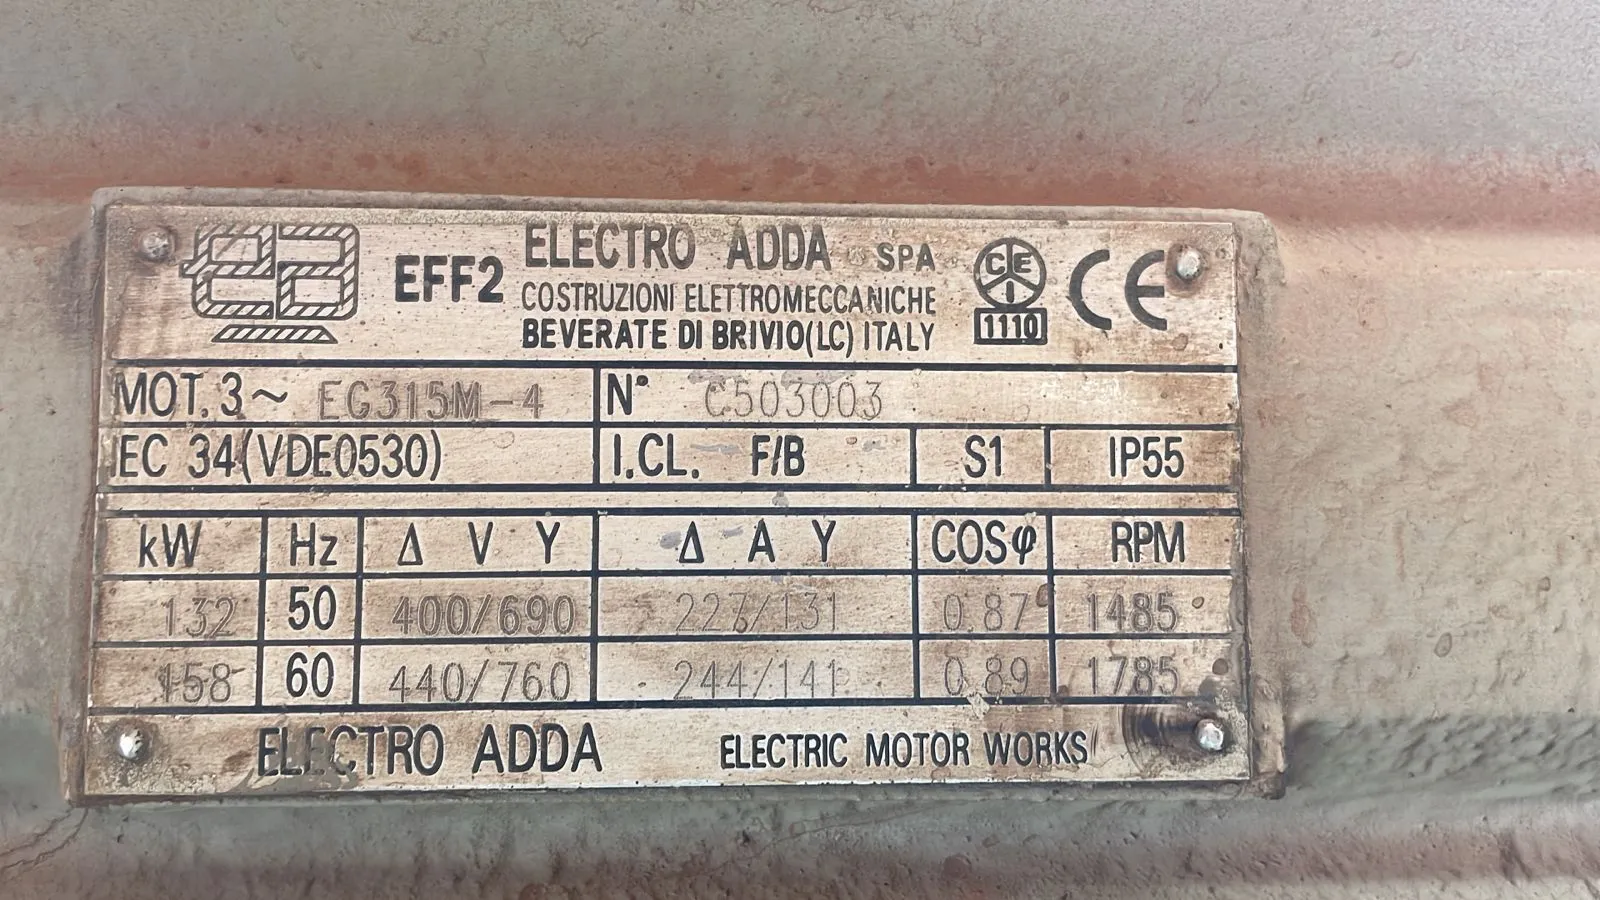 EFF2 ELECTRO ADDA SPA
COSTRUZIONI ELETTROMECCANICHE
BEVERATE DI BRIVIO(LC) ITALY
CEI
1110
CE
MOT. 3~ EG315M-4 N° C503003
IEC 34(VDE0530) I.CL. F/B S1 IP55
kW Hz Δ V Y Δ A Y COSφ RPM
132 50 400/690 227/131 0.87 1485
158 60 440/760 244/141 0.89 1785
ELECTRO ADDA ELECTRIC MOTOR WORKS